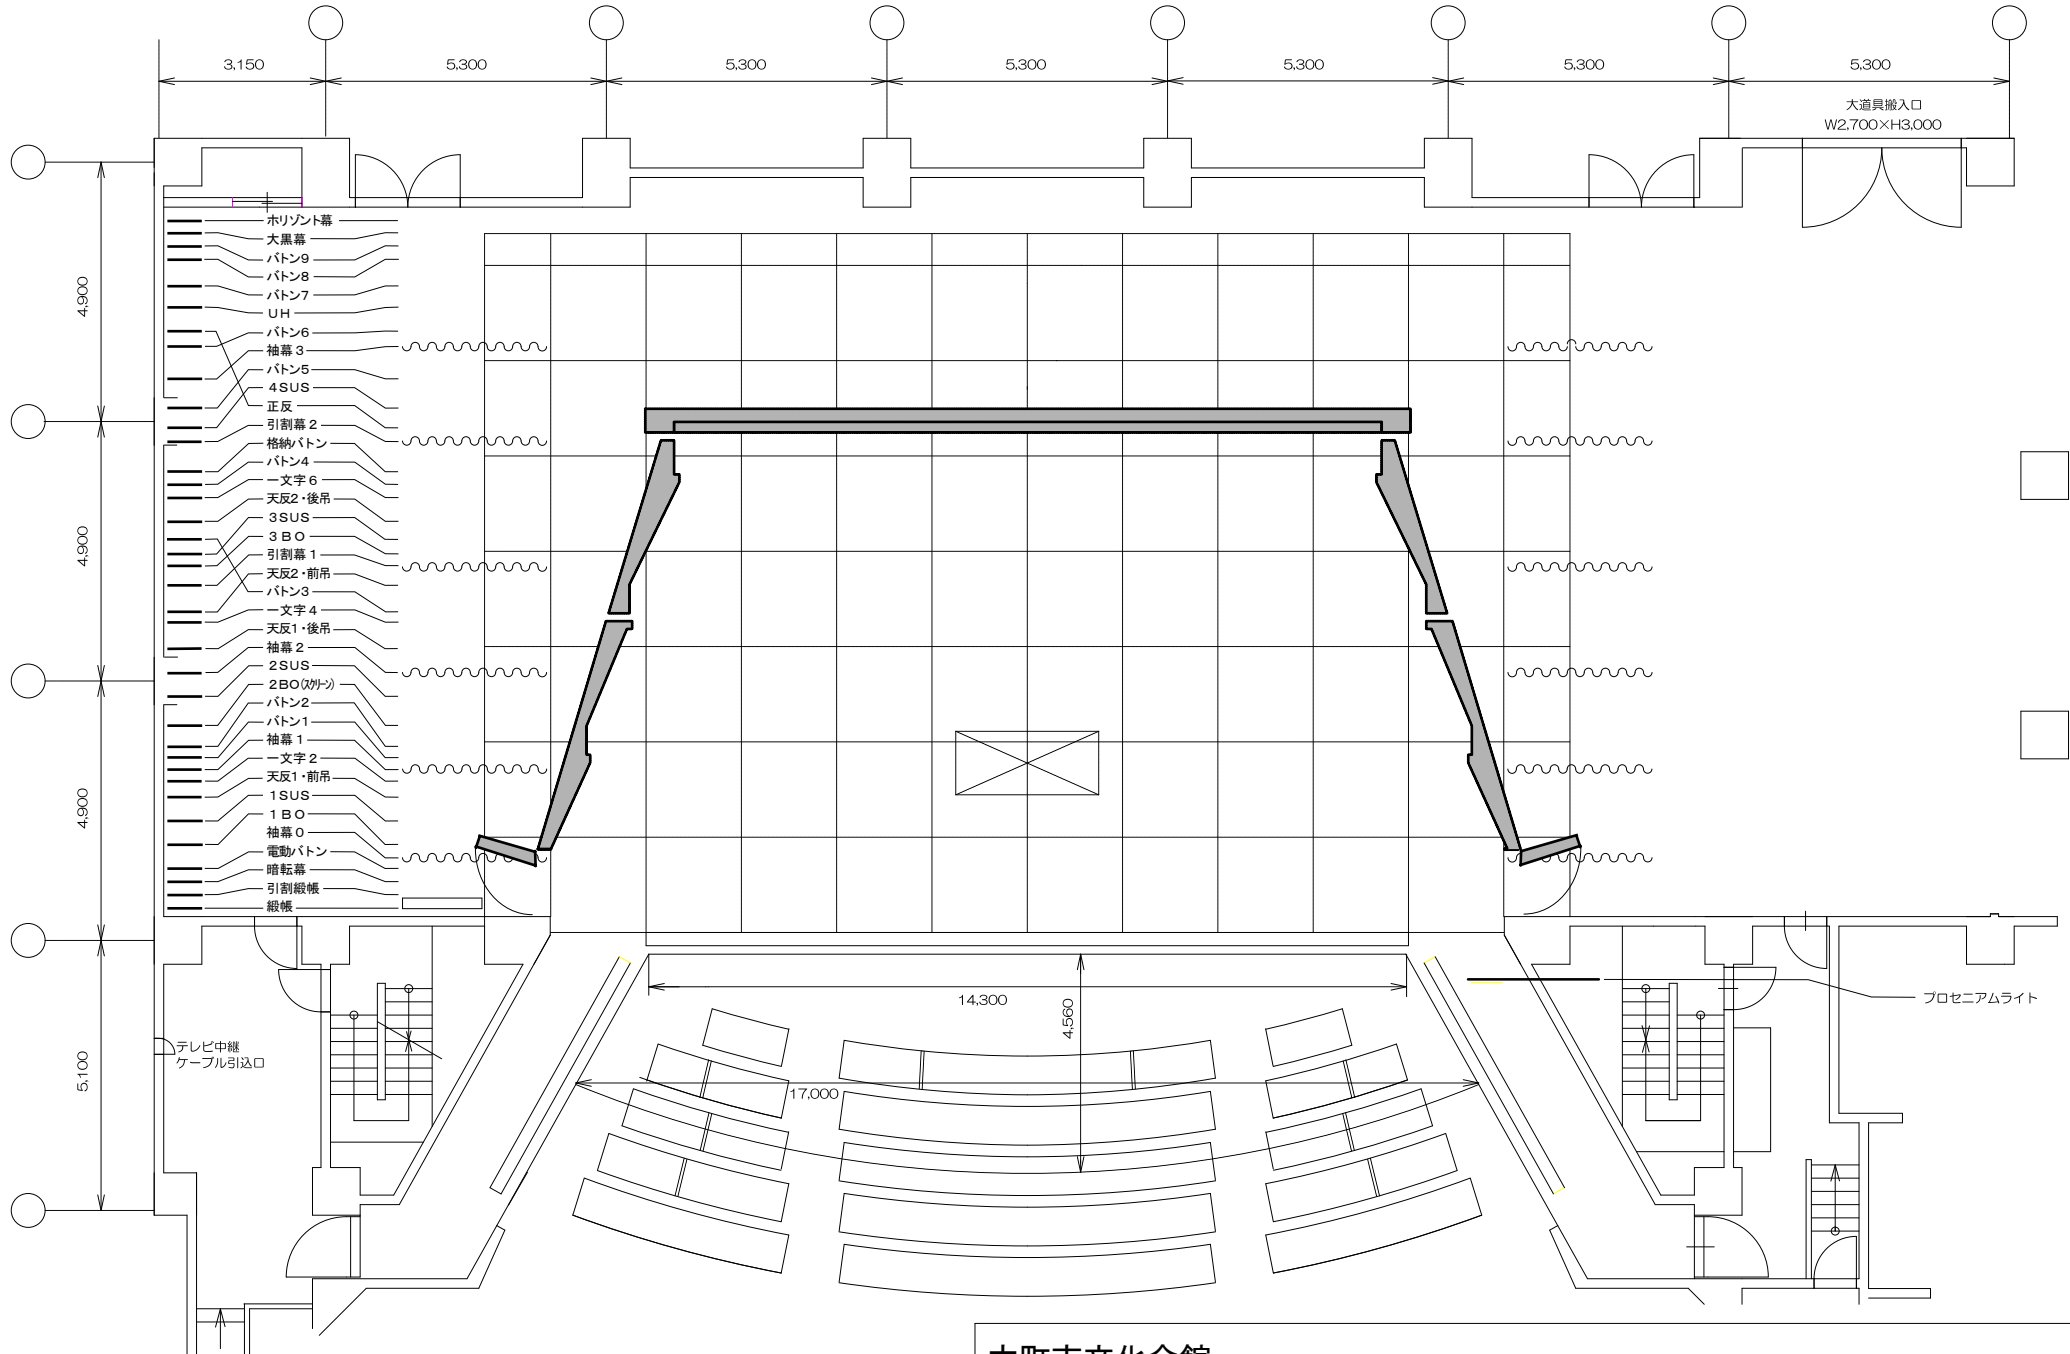 3,150
5,300
5,300
5,300
5,300
5,300
5,300
大道具搬入口
W2,700×H3,000
4,900
4,900
4,900
5,100
ホリゾント幕
大黒幕
バトン9
バトン8
バトン7
UH
バトン6
袖幕3
バトン5
4SUS
正反
引割幕2
格納バトン
バトン4
一文字6
天反2・後吊
3SUS
3BO
引割幕1
天反2・前吊
バトン3
一文字4
天反1・後吊
袖幕2
2SUS
2BO(スクリーン)
バトン2
バトン1
袖幕1
一文字2
天反1・前吊
1SUS
1BO
袖幕0
電動バトン
暗転幕
引割緞帳
緞帳
14,300
4,560
17,000
プロセニアムライト
テレビ中継
ケーブル引込口